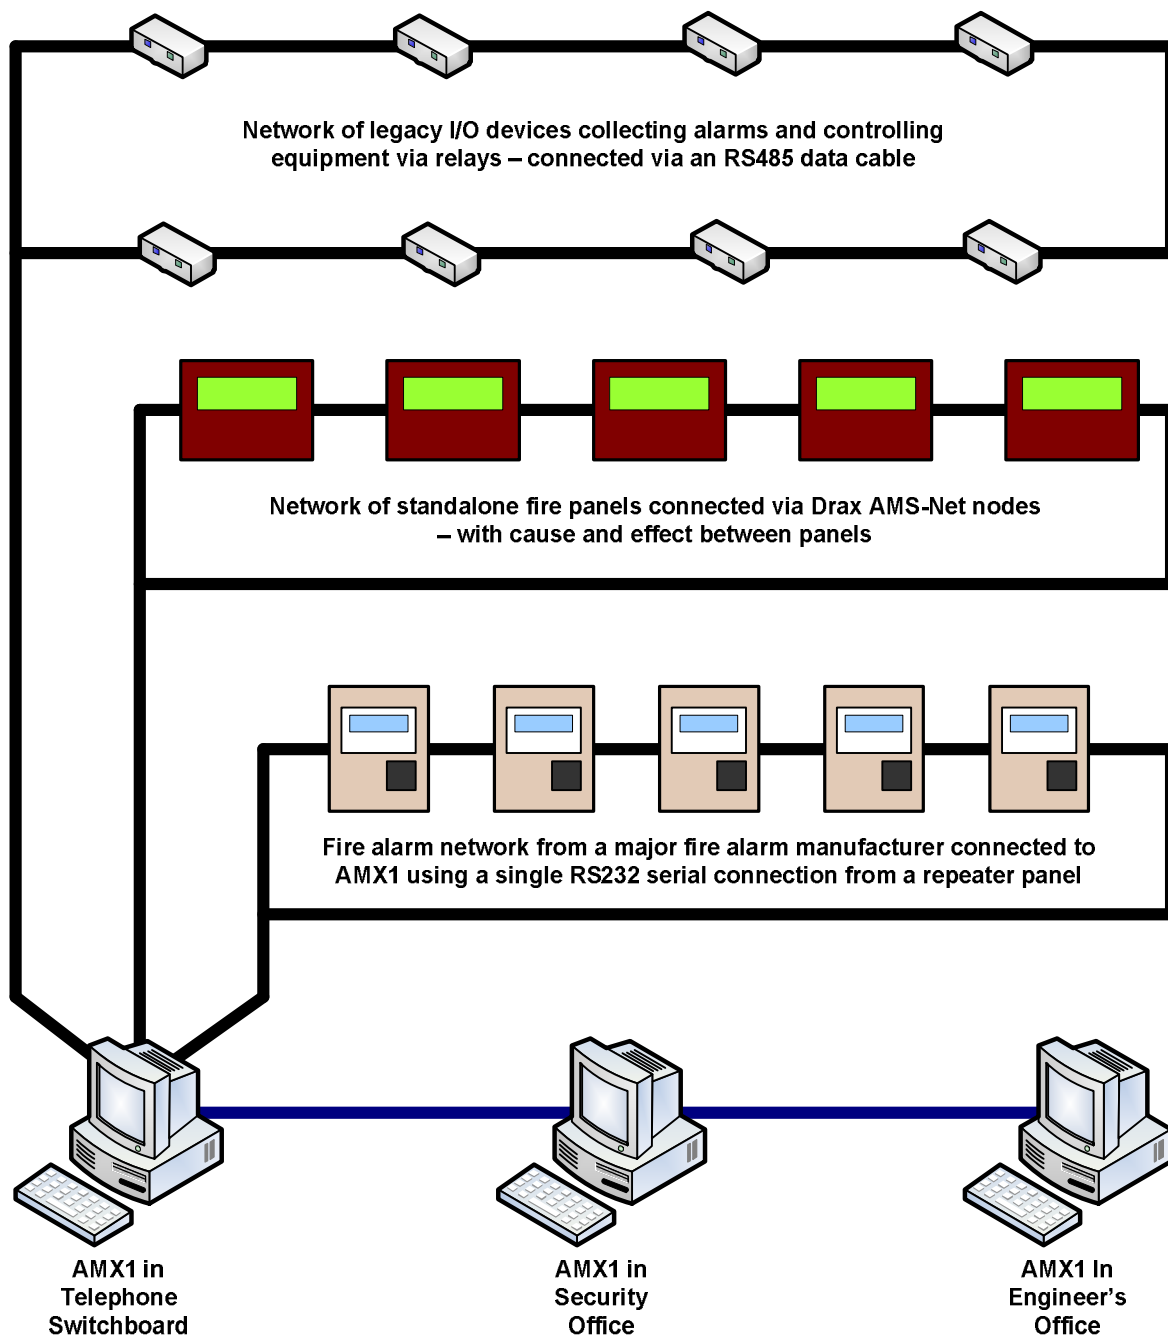 Network of legacy I/O devices collecting alarms and controlling
equipment via relays – connected via an RS485 data cable
Network of standalone fire panels connected via Drax AMS-Net nodes
– with cause and effect between panels
Fire alarm network from a major fire alarm manufacturer connected to
AMX1 using a single RS232 serial connection from a repeater panel
AMX1 in
Telephone
Switchboard
AMX1 in
Security
Office
AMX1 In
Engineer’s
Office